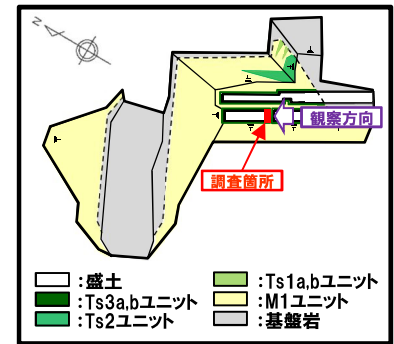 N
観察方向
調査箇所
:盛土
:Ts3a,bユニット
:Ts2ユニット
:Ts1a,bユニット
:M1ユニット
:基盤岩